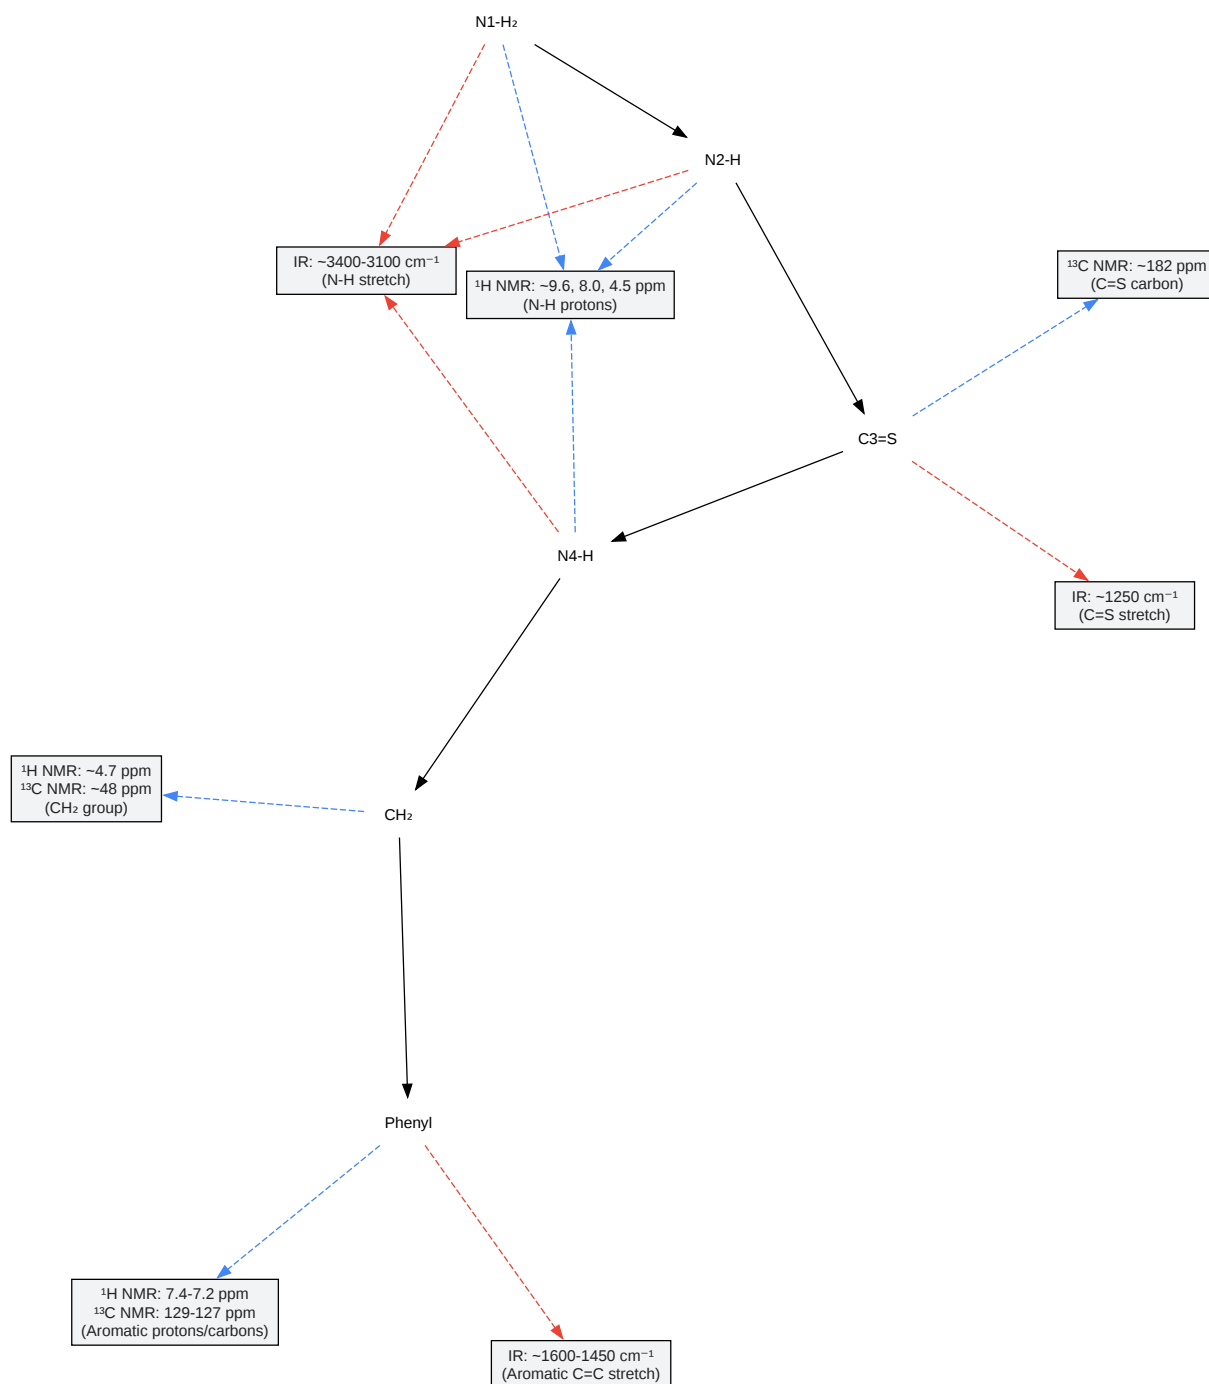 N1-H₂
N2-H
IR: ~3400-3100 cm⁻¹
(N-H stretch)
¹H NMR: ~9.6, 8.0, 4.5 ppm
(N-H protons)
¹³C NMR: ~182 ppm
(C=S carbon)
C3=S
N4-H
IR: ~1250 cm⁻¹
(C=S stretch)
¹H NMR: ~4.7 ppm
¹³C NMR: ~48 ppm
(CH₂ group)
CH₂
Phenyl
¹H NMR: 7.4-7.2 ppm
¹³C NMR: 129-127 ppm
(Aromatic protons/carbons)
IR: ~1600-1450 cm⁻¹
(Aromatic C=C stretch)